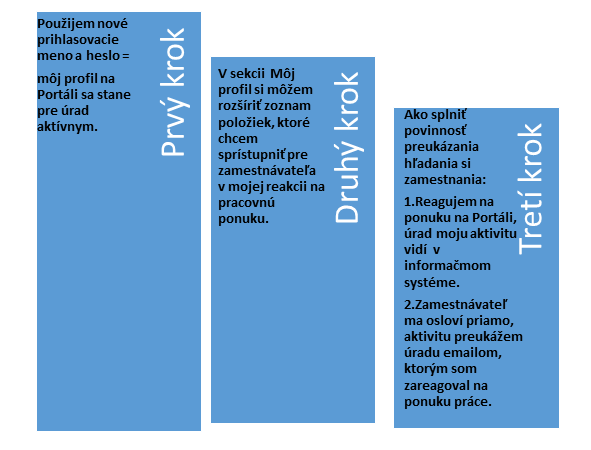 Prvý krok
Použijem nové
prihlasovacie
meno a heslo =
môj profil na
Portáli sa stane
pre úrad
aktívnym.
Druhý krok
V sekcii Môj
profil si môžem
rozšíriť zoznam
položiek, ktoré
chcem
sprístupniť pre
zamestnávateľa
v mojej reakcii na
pracovnú
ponuku.
Tretí krok
Ako splniť
povinnosť
preukázania
hľadania si
zamestnania:
1.Reagujem na
ponuku na Portáli,
úrad moju aktivitu
vidí v
informačmom
systéme.
2.Zamestnávateľ
ma osloví priamo,
aktivitu preukážem
úradu emailom,
ktorým som
zareagoval na
ponuku práce.